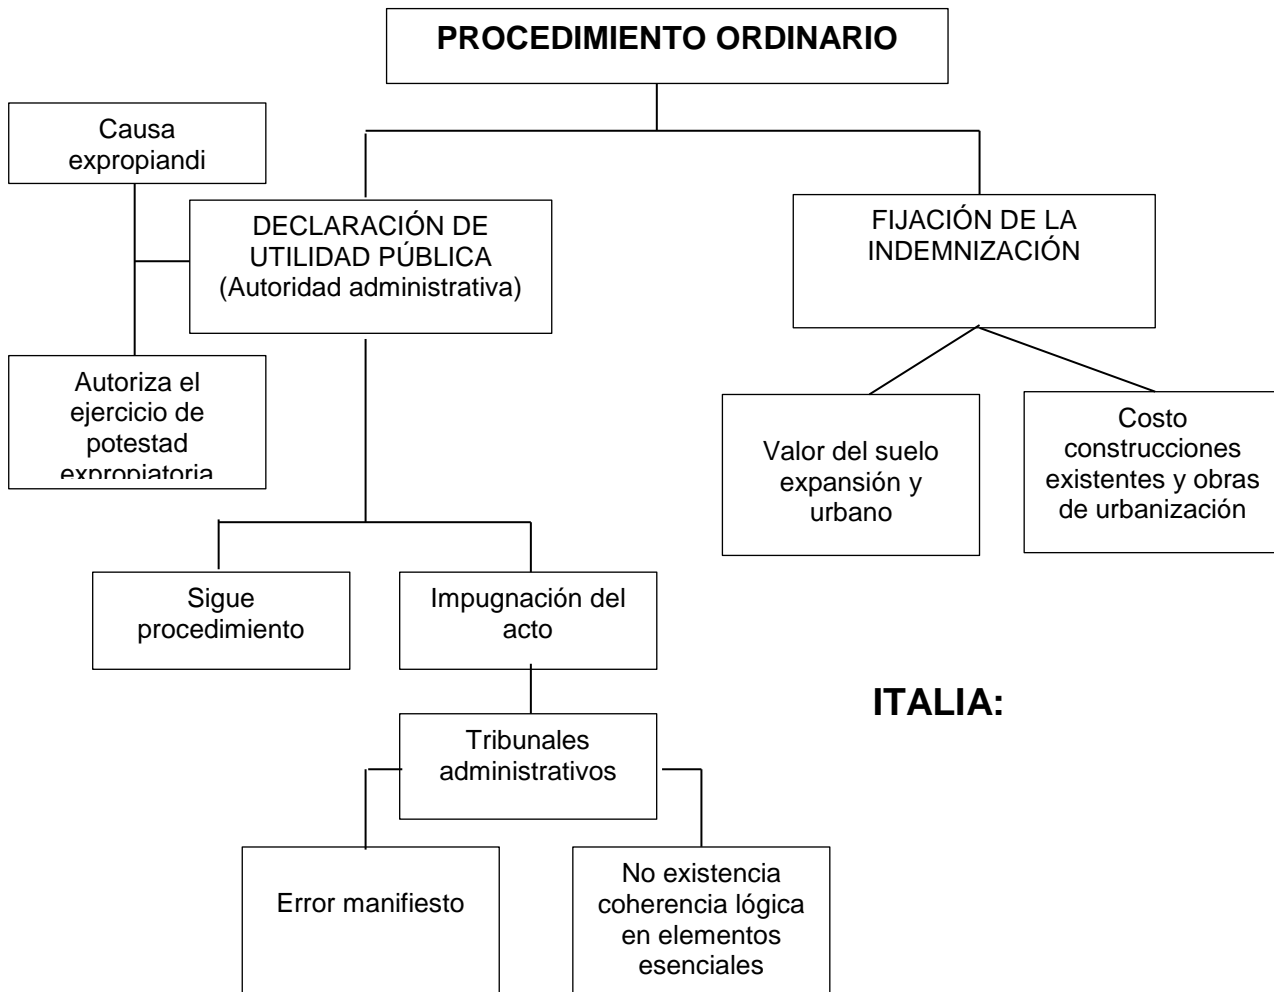 PROCEDIMIENTO ORDINARIO
Causa
expropiandi
DECLARACIÓN DE
UTILIDAD PÚBLICA
(Autoridad administrativa)
FIJACIÓN DE LA
INDEMNIZACIÓN
Autoriza el
ejercicio de
potestad
expropiatoria
Valor del suelo
expansión y
urbano
Costo
construcciones
existentes y obras
de urbanización
Sigue
procedimiento
Impugnación del
acto
ITALIA:
Tribunales
administrativos
Error manifiesto
No existencia
coherencia lógica
en elementos
esenciales